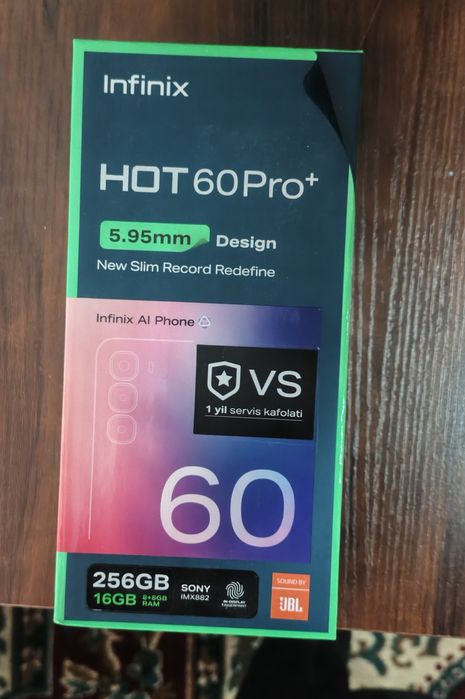 Infinix
HOT 60 Pro+
5.95mm Design
New Slim Record Redefine
Infinix AI Phone
VS
1 yil servis kafolati
60
256GB
16GB 8+8GB RAM
SONY
IMX882
IN-DISPLAY
FINGERPRINT
SOUND BY
JBL